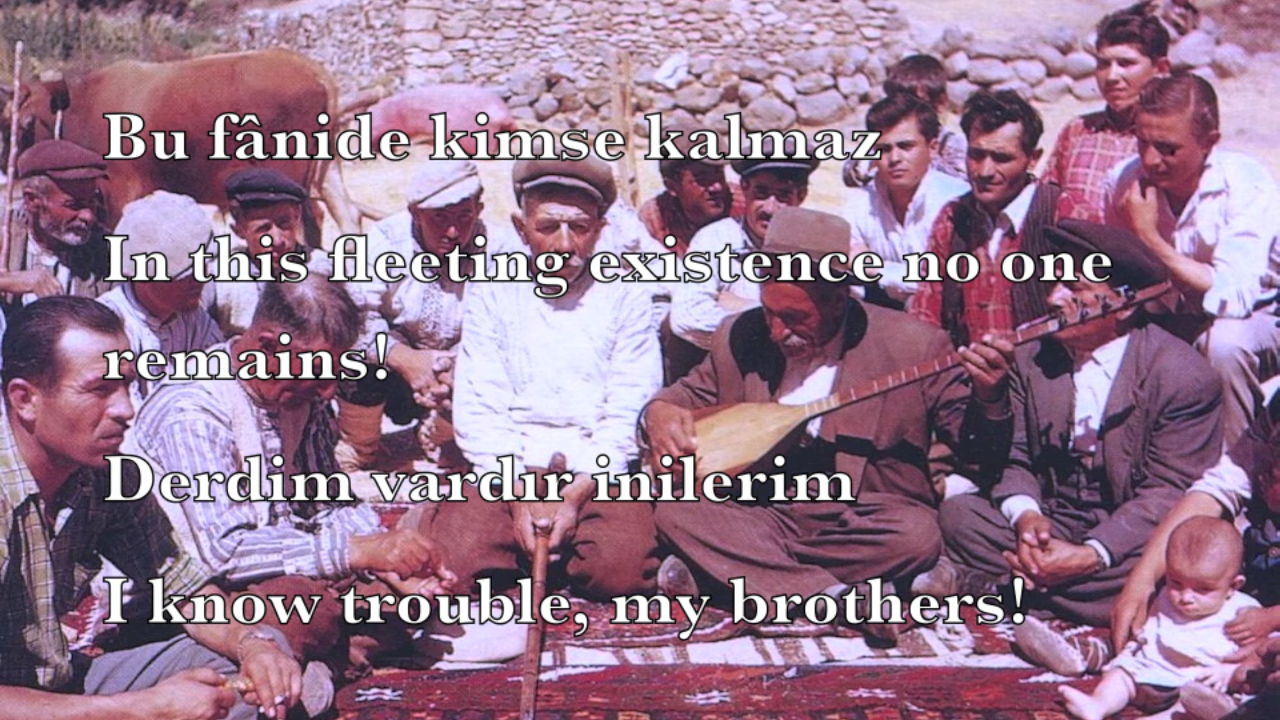 Bu fânide kimse kalmaz
In this fleeting existence no one
remains!
Derdim vardır inilerim
I know trouble, my brothers!